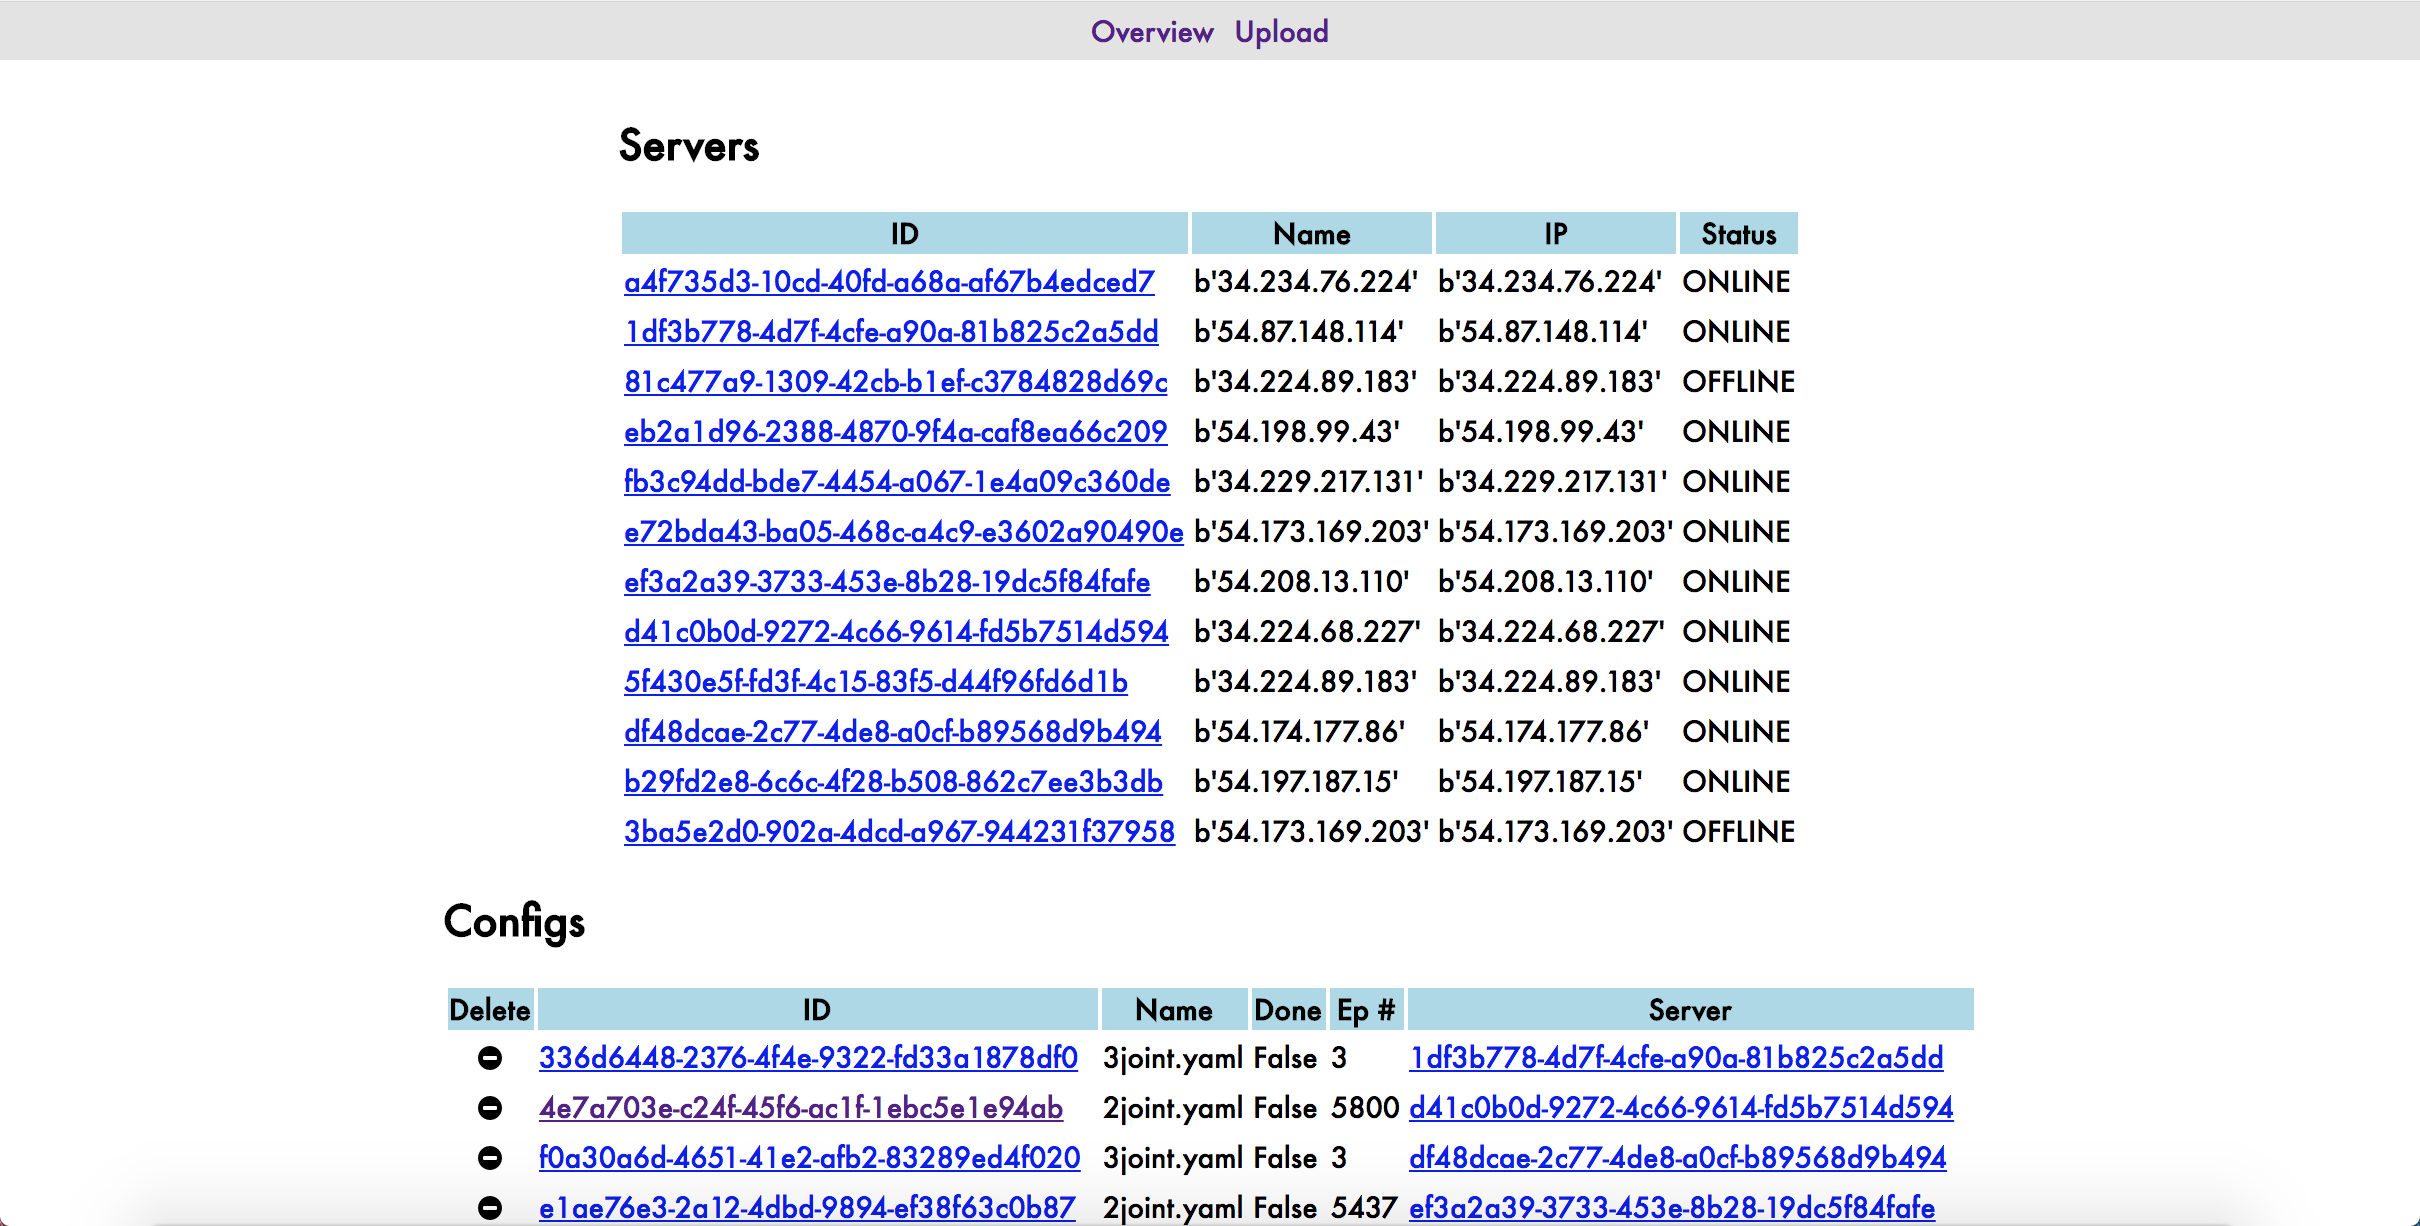 Overview Upload
Servers
ID Name IP Status
a4f735d3-10cd-40fd-a68a-af67b4edced7 b'34.234.76.224' b'34.234.76.224' ONLINE
1df3b778-4d7f-4cfe-a90a-81b825c2a5dd b'54.87.148.114' b'54.87.148.114' ONLINE
81c477a9-1309-42cb-b1ef-c3784828d69c b'34.224.89.183' b'34.224.89.183' OFFLINE
eb2a1d96-2388-4870-9f4a-caf8ea66c209 b'54.198.99.43' b'54.198.99.43' ONLINE
fb3c94dd-bde7-4454-a067-1e4a09c360de b'34.229.217.131' b'34.229.217.131' ONLINE
e72bda43-ba05-468c-a4c9-e3602a90490e b'54.173.169.203' b'54.173.169.203' ONLINE
ef3a2a39-3733-453e-8b28-19dc5f84fafe b'54.208.13.110' b'54.208.13.110' ONLINE
d41c0b0d-9272-4c66-9614-fd5b7514d594 b'34.224.68.227' b'34.224.68.227' ONLINE
5f430e5f-fd3f-4c15-83f5-d44f96fd6d1b b'34.224.89.183' b'34.224.89.183' ONLINE
df48dcae-2c77-4de8-a0cf-b89568d9b494 b'54.174.177.86' b'54.174.177.86' ONLINE
b29fd2e8-6c6c-4f28-b508-862c7ee3b3db b'54.197.187.15' b'54.197.187.15' ONLINE
3ba5e2d0-902a-4dcd-a967-944231f37958 b'54.173.169.203' b'54.173.169.203' OFFLINE
Configs
Delete ID Name Done Ep # Server
336d6448-2376-4f4e-9322-fd33a1878df0 3joint.yaml False 3 1df3b778-4d7f-4cfe-a90a-81b825c2a5dd
4e7a703e-c24f-45f6-ac1f-1ebc5e1e94ab 2joint.yaml False 5800 d41c0b0d-9272-4c66-9614-fd5b7514d594
f0a30a6d-4651-41e2-afb2-83289ed4f020 3joint.yaml False 3 df48dcae-2c77-4de8-a0cf-b89568d9b494
e1ae76e3-2a12-4dbd-9894-ef38f63c0b87 2joint.yaml False 5437 ef3a2a39-3733-453e-8b28-19dc5f84fafe